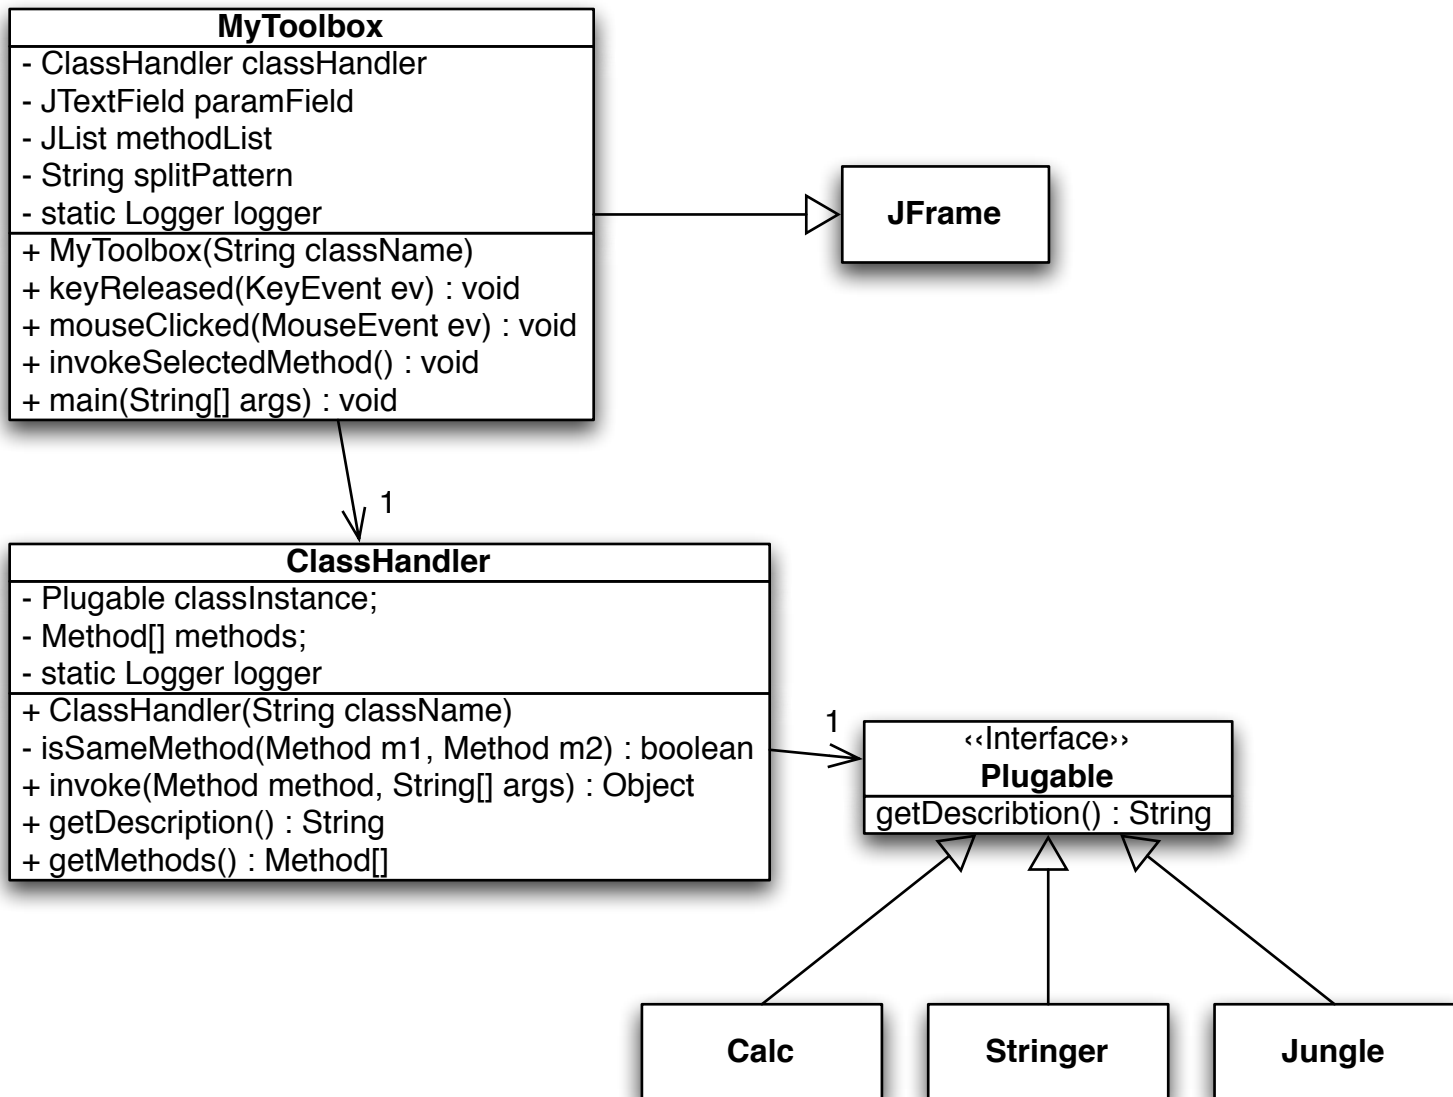 MyToolbox
- ClassHandler classHandler
- JTextField paramField
- JList methodList
- String splitPattern
- static Logger logger
+ MyToolbox(String className)
+ keyReleased(KeyEvent ev) : void
+ mouseClicked(MouseEvent ev) : void
+ invokeSelectedMethod() : void
+ main(String[] args) : void
JFrame
1
ClassHandler
- Plugable classInstance;
- Method[] methods;
- static Logger logger
+ ClassHandler(String className)
- isSameMethod(Method m1, Method m2) : boolean
+ invoke(Method method, String[] args) : Object
+ getDescription() : String
+ getMethods() : Method[]
1
‹‹Interface››
Plugable
getDescribtion() : String
Calc
Stringer
Jungle